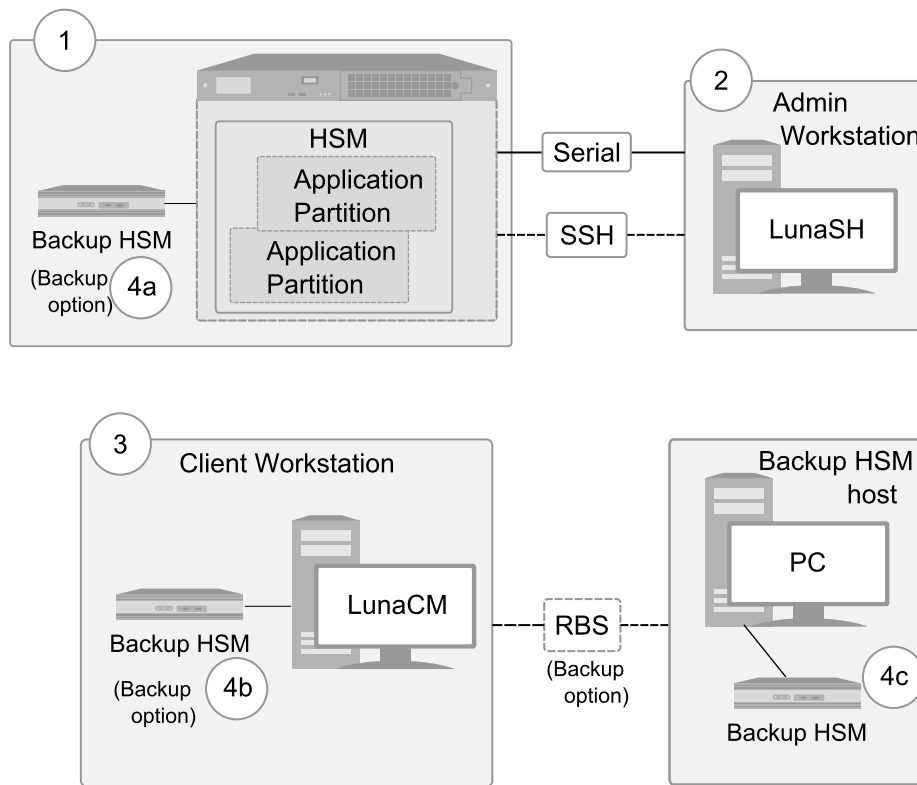 1
HSM
Application
Partition
Application
Partition
Backup HSM
(Backup
option)
4a
Serial
SSH
2
Admin
Workstation
LunaSH
3
Client Workstation
LunaCM
Backup HSM
(Backup
option)
4b
RBS
(Backup
option)
Backup HSM
host
PC
4c
Backup HSM